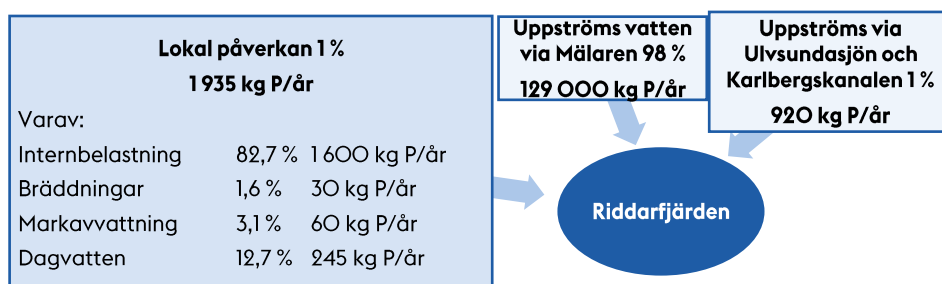 Lokal påverkan 1 %
1 935 kg P/år
Varav:
Internbelastning 82,7 % 1 600 kg P/år
Bräddningar 1,6 % 30 kg P/år
Markavvattning 3,1 % 60 kg P/år
Dagvatten 12,7 % 245 kg P/år
Uppströms vatten
via Mälaren 98 %
129 000 kg P/år
Uppströms via
Ulvsundasjön och
Karlbergskanalen 1 %
920 kg P/år
Riddarfjärden